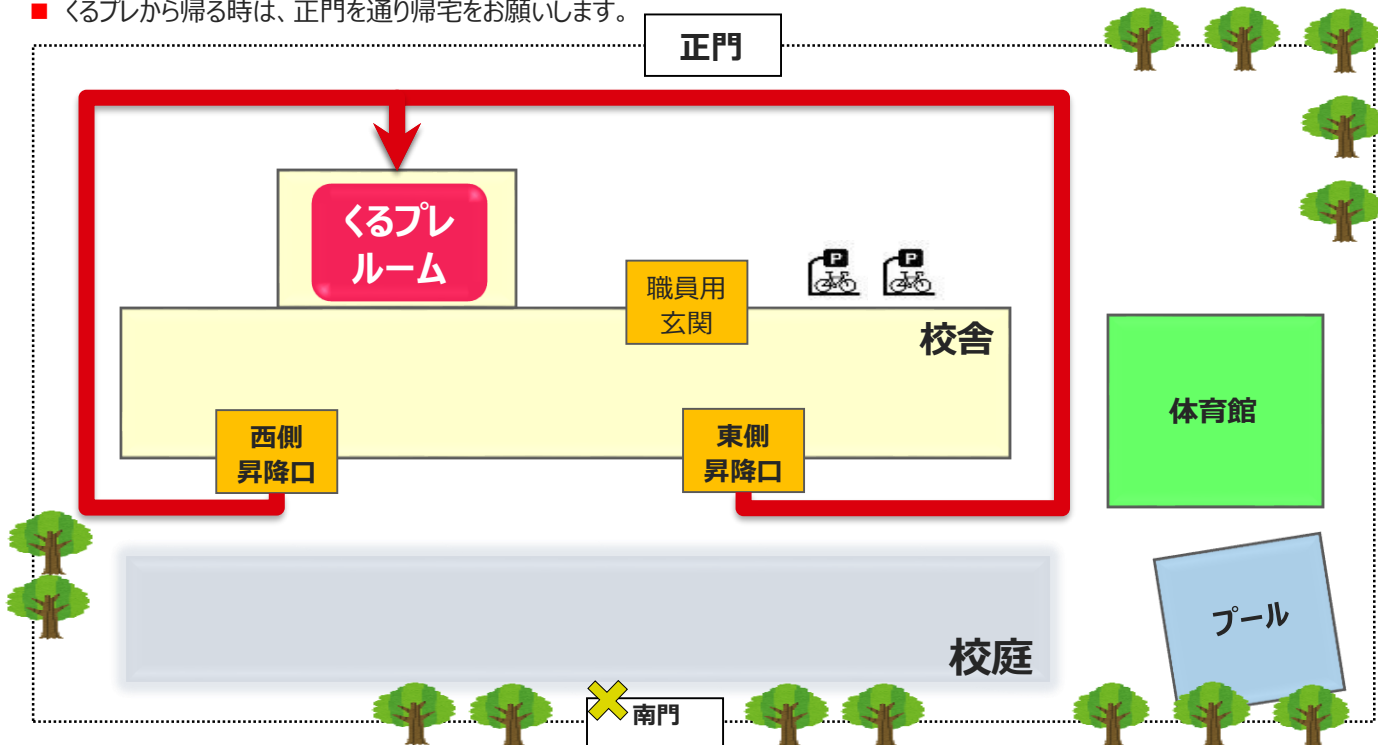 ■ くるプレから帰る時は、正門を通り帰宅をお願いします。
正門
くるプレ
ルーム
職員用
玄関
P
P
校舎
西側
昇降口
東側
昇降口
体育館
プール
校庭
南門